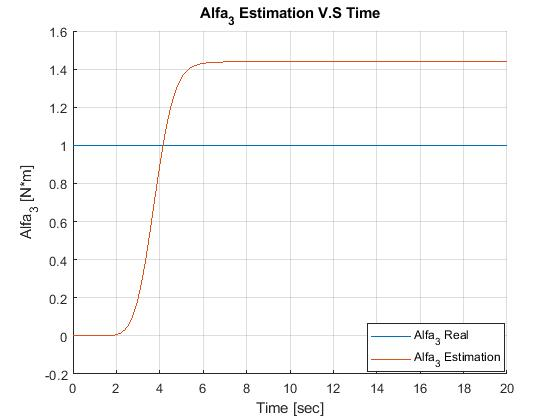 Alfa3 Estimation V.S Time
1.6
1.4
1.2
1
0.8
0.6
0.4
0.2
0
-0.2
Alfa3 [N*m]
Alfa3 Real
Alfa3 Estimation
0 2 4 6 8 10 12 14 16 18 20
Time [sec]